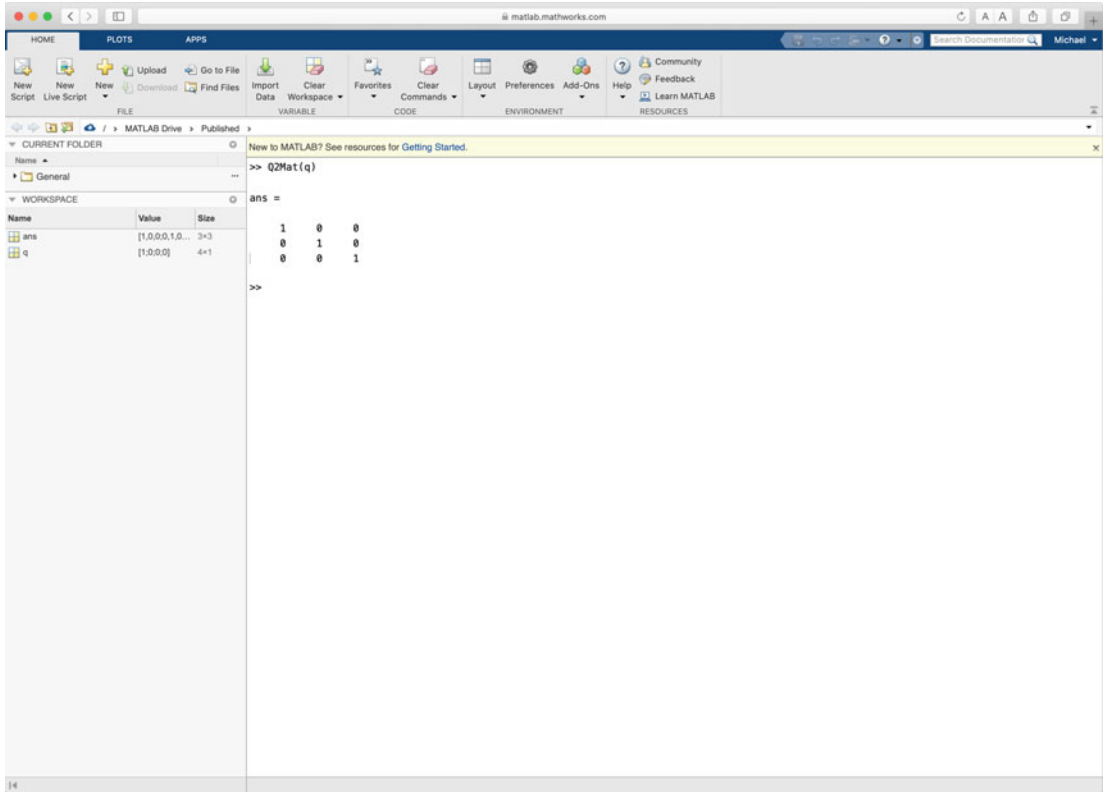 matlab.mathworks.com
A A
HOME PLOTS APPS
Search Documentation
Michael
New Script
New Live Script
New
Upload
Download
Go to File
Find Files
FILE
Import Data
Clear Workspace
VARIABLE
Favorites
Clear Commands
CODE
Layout
Preferences
Add-Ons
ENVIRONMENT
Help
Community
Feedback
Learn MATLAB
RESOURCES
/ › MATLAB Drive › Published ›
CURRENT FOLDER
Name
General
WORKSPACE
Name Value Size
ans [1,0,0;0,1,0... 3×3
q [1;0;0;0] 4×1
New to MATLAB? See resources for Getting Started.
>> Q2Mat(q)
ans =
1 0 0
0 1 0
0 0 1
>>